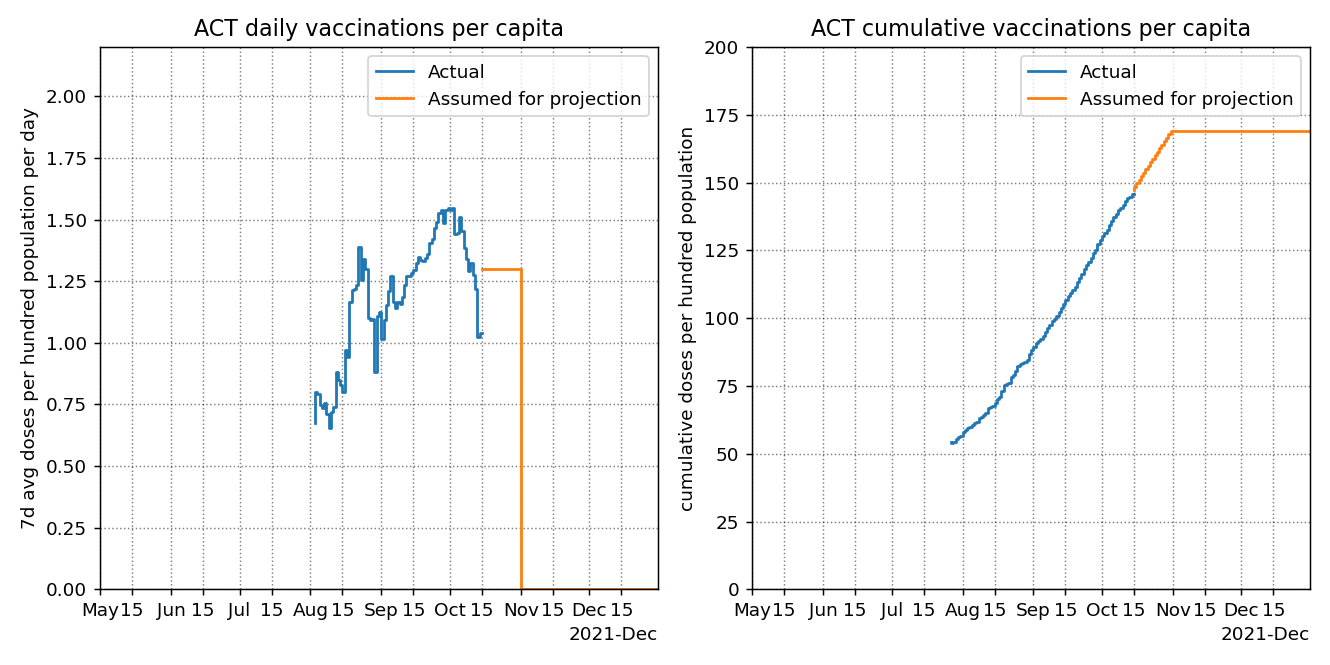 ACT daily vaccinations per capita
7d avg doses per hundred population per day
2.00
1.75
1.50
1.25
1.00
0.75
0.50
0.25
0.00
Actual
Assumed for projection
May 15 Jun 15 Jul 15 Aug 15 Sep 15 Oct 15 Nov 15 Dec 15
2021-Dec
ACT cumulative vaccinations per capita
cumulative doses per hundred population
200
175
150
125
100
75
50
25
0
Actual
Assumed for projection
May 15 Jun 15 Jul 15 Aug 15 Sep 15 Oct 15 Nov 15 Dec 15
2021-Dec